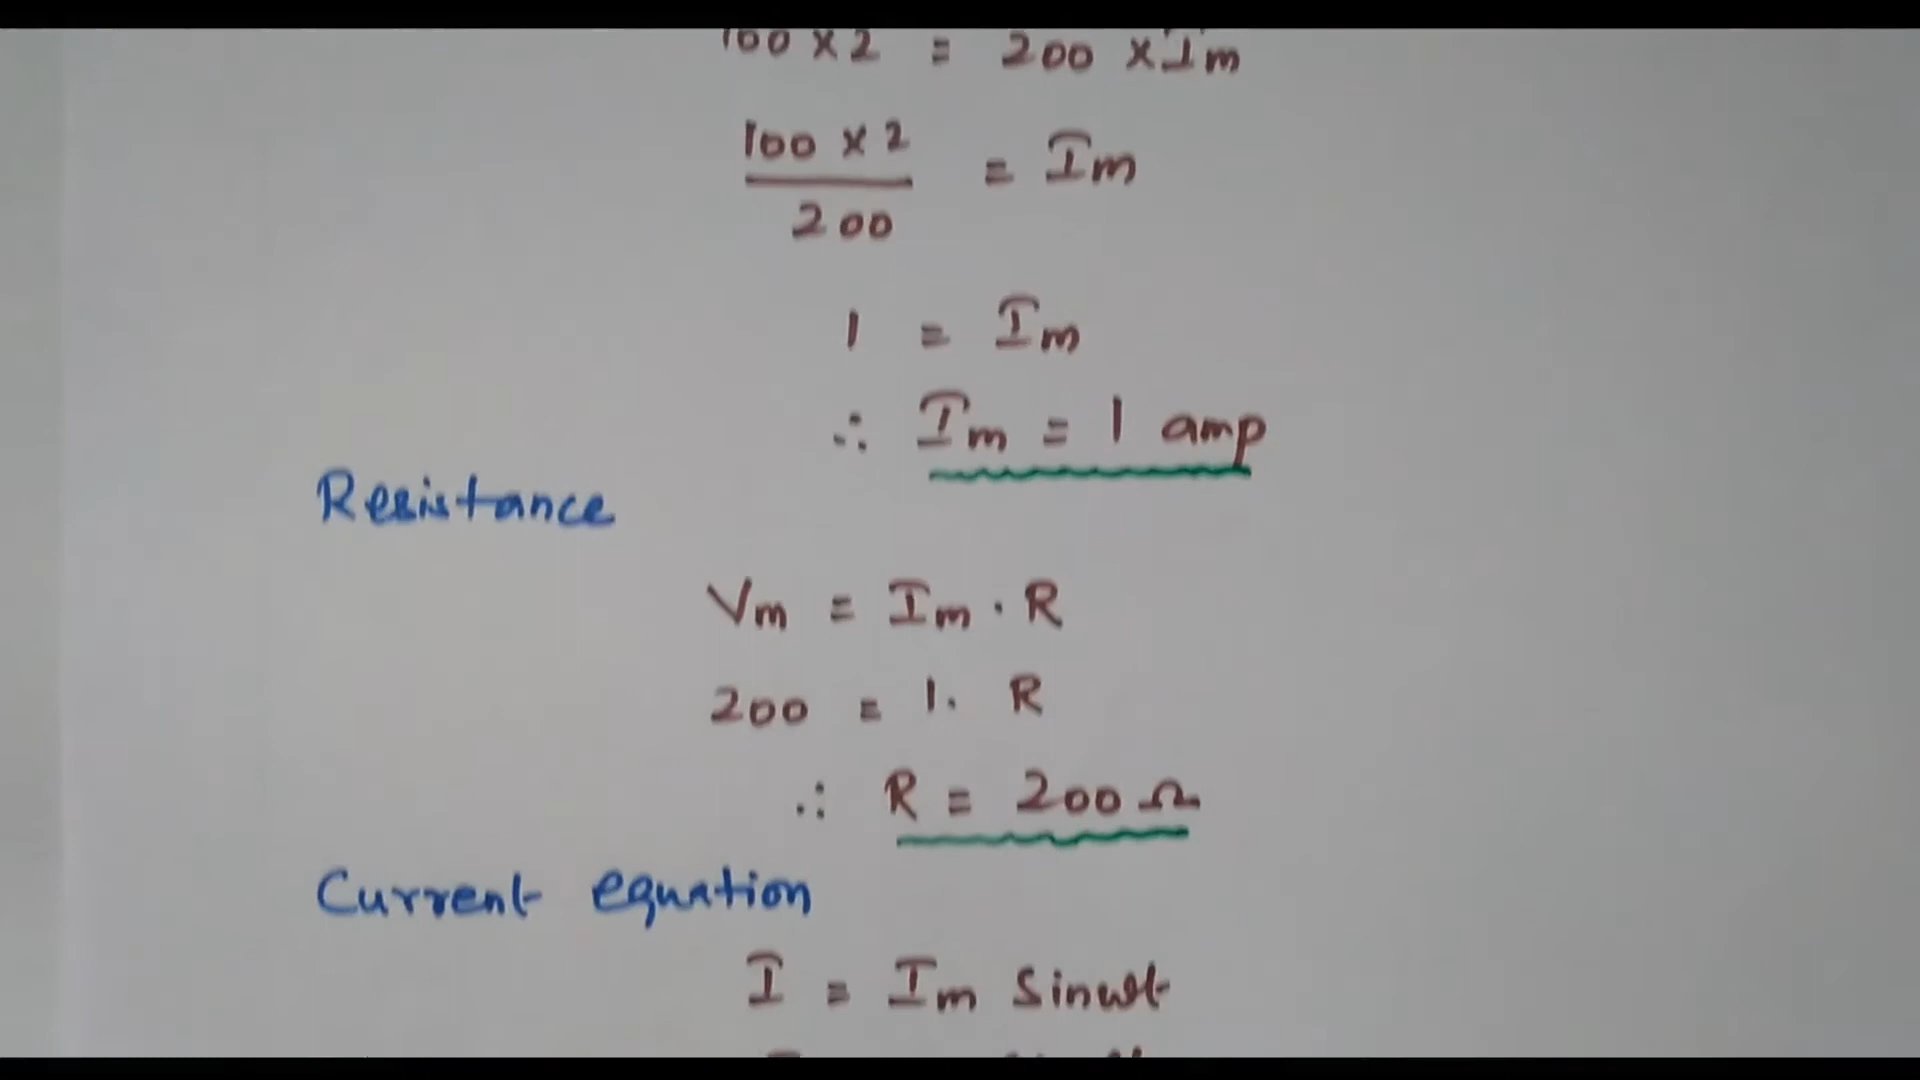 100 × 2 = 200 × Im
100 × 2
200
= Im
1 = Im
∴ Im = 1 amp
Resistance
Vm = Im . R
200 = 1 . R
∴ R = 200 Ω
Current equation
I = Im Sinωt